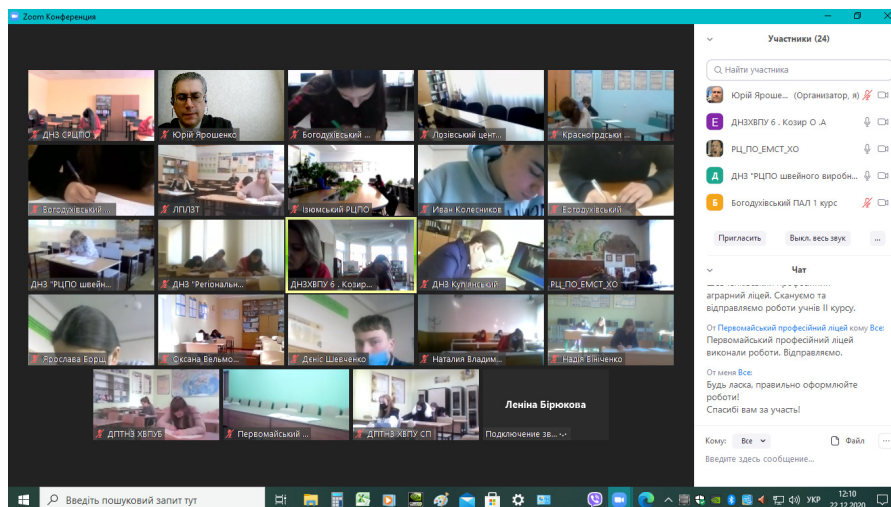 Zoom Конференция
ДНЗ СРЦПО
Юрій Ярошенко
Богодухівський ...
Лозівський цент...
Красногрдськи ...
Богодухівський ...
ЛПЛЗТ
Ізюмський РЦПО
Иван Колесников
Богодухівський ...
ДНЗ "РЦПО швейн...
ДНЗ "Регіональн...
ДНЗХВПУ 6 . Козир...
ДНЗ Куп'янський
РЦ_ПО_ЕМСТ_ХО
Ярослава Борщ
Оксана Вельмо...
Деніс Шевченко
Наталия Владим...
Надія Вініченко
ДПТНЗ ХВПУБ
Первомайський ...
ДПТНЗ ХВПУ СП
Леніна Бірюкова
Подключение зв...
Участники (24)
Найти участника
Юрій Яроше... (Организатор, я)
Е ДНЗХВПУ 6 . Козир О .А
РЦ_ПО_ЕМСТ_ХО
Д ДНЗ "РЦПО швейного виробн...
Б Богодухівський ПАЛ 1 курс
Пригласить Выкл. весь звук ...
Чат
аграрний ліцей. Скануємо та
відправляємо роботи учнів ІІ курсу.
От Первомайський професійний ліцей кому Все:
Первомайський професійний ліцей
виконали роботи. Відправляємо.
От меня Все:
Будь ласка, правильно оформлюйте
роботи!
Спасибі вам за участь!
Кому: Все Файл ...
Введите здесь сообщение...
Введіть пошуковий запит тут
УКР
12:10
22.12.2020